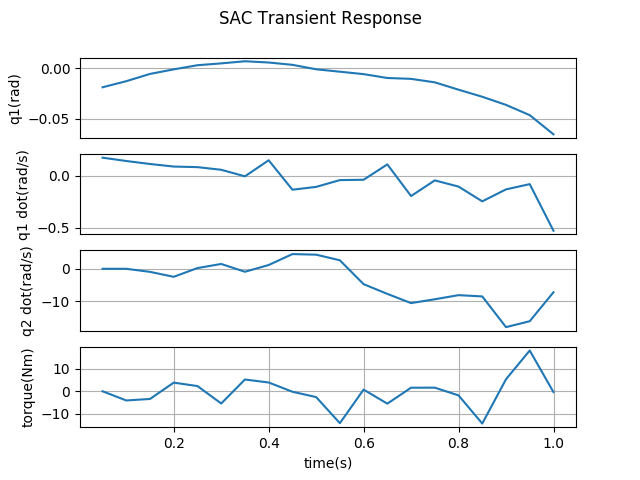 SAC Transient Response
0.00
−0.05
q1(rad)
0.0
−0.5
q1 dot(rad/s)
0
−10
q2 dot(rad/s)
10
0
−10
torque(Nm)
0.2 0.4 0.6 0.8 1.0
time(s)